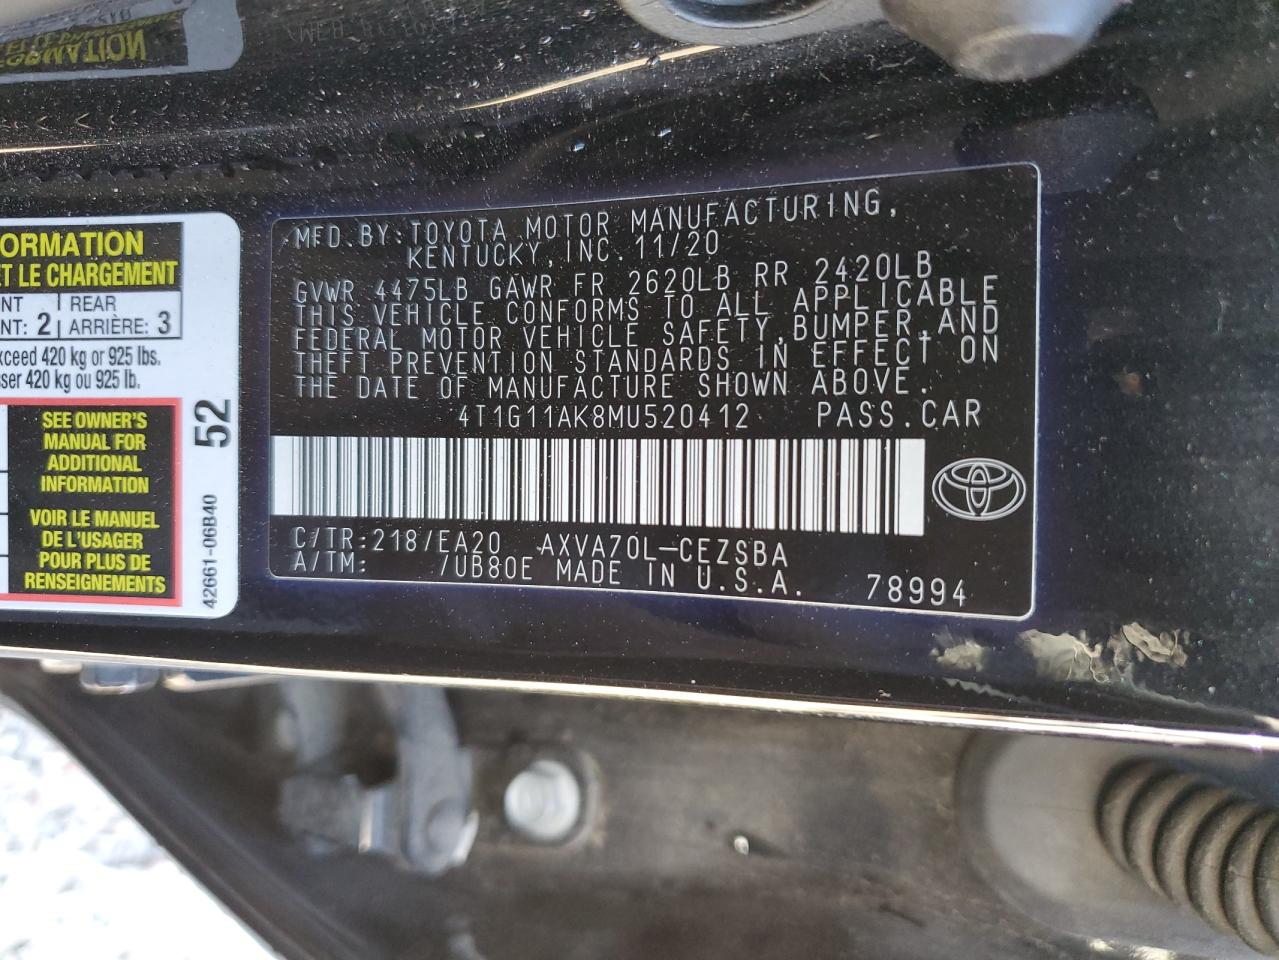 ORMATION
ORMATION
ET LE CHARGEMENT
NT REAR
NT: 2 ARRIÈRE: 3
xceed 420 kg or 925 lbs.
ser 420 kg ou 925 lb.
SEE OWNER'S
MANUAL FOR
ADDITIONAL
INFORMATION
VOIR LE MANUEL
DE L'USAGER
POUR PLUS DE
RENSEIGNEMENTS
52
42661-06B40
MFD.BY:TOYOTA MOTOR MANUFACTURING,
KENTUCKY, INC. 11/20
GVWR 4475LB GAWR FR 2620LB RR 2420LB
THIS VEHICLE CONFORMS TO ALL APPLICABLE
FEDERAL MOTOR VEHICLE SAFETY,BUMPER,AND
THEFT PREVENTION STANDARDS IN EFFECT ON
THE DATE OF MANUFACTURE SHOWN ABOVE.
4T1G11AK8MU520412 PASS.CAR
C/TR:218/EA20 AXVA70L-CEZSBA
A/TM: /UB80E MADE IN U.S.A. 78994